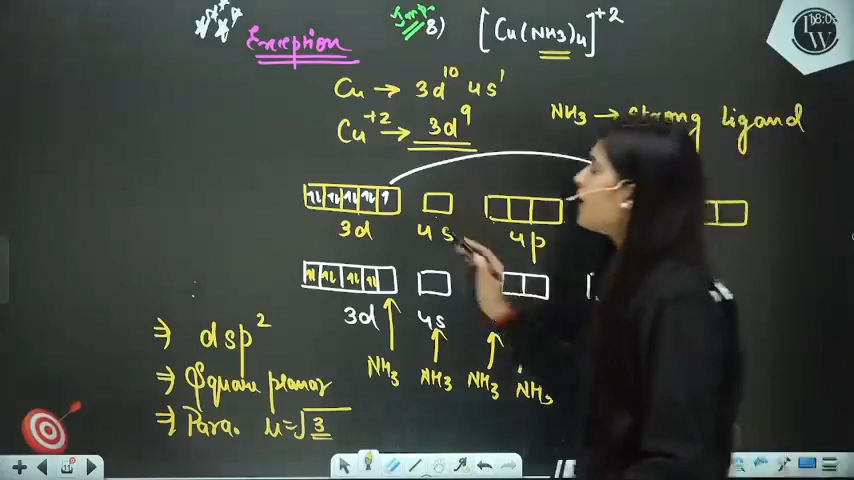 Exception
Imp 8) [Cu(NH3)4]+2
Cu → 3d10 4s1
Cu+2 → 3d9
NH3 → strong Ligand
3d 4s 4p
3d 4s
NH3 NH3 NH3 NH3
⇒ dsp2
⇒ Square planar
⇒ Para. μ=√3